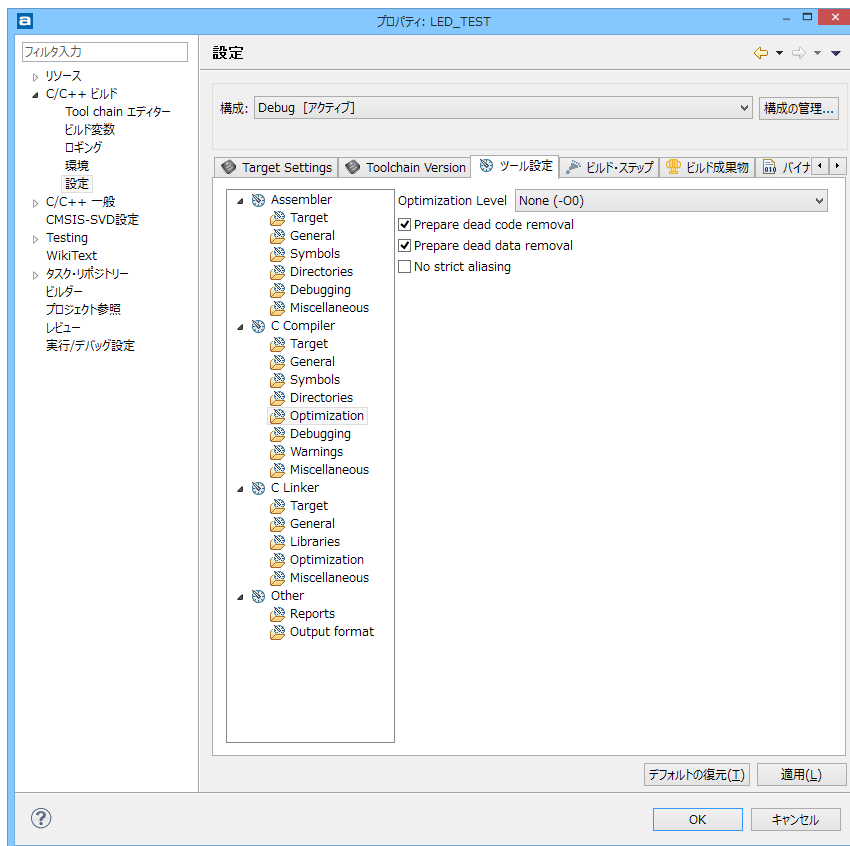 a
プロパティ: LED_TEST
フィルタ入力
リソース
C/C++ ビルド
Tool chain エディター
ビルド変数
ロギング
環境
設定
C/C++ 一般
CMSIS-SVD設定
Testing
WikiText
タスク・リポジトリー
ビルダー
プロジェクト参照
レビュー
実行/デバッグ設定
設定
構成: Debug [アクティブ] 構成の管理...
Target Settings Toolchain Version ツール設定 ビルド・ステップ ビルド成果物 バイナ
Assembler
Target
General
Symbols
Directories
Debugging
Miscellaneous
C Compiler
Target
General
Symbols
Directories
Optimization
Debugging
Warnings
Miscellaneous
C Linker
Target
General
Libraries
Optimization
Miscellaneous
Other
Reports
Output format
Optimization Level None (-O0)
Prepare dead code removal
Prepare dead data removal
No strict aliasing
デフォルトの復元(T) 適用(L)
? OK キャンセル